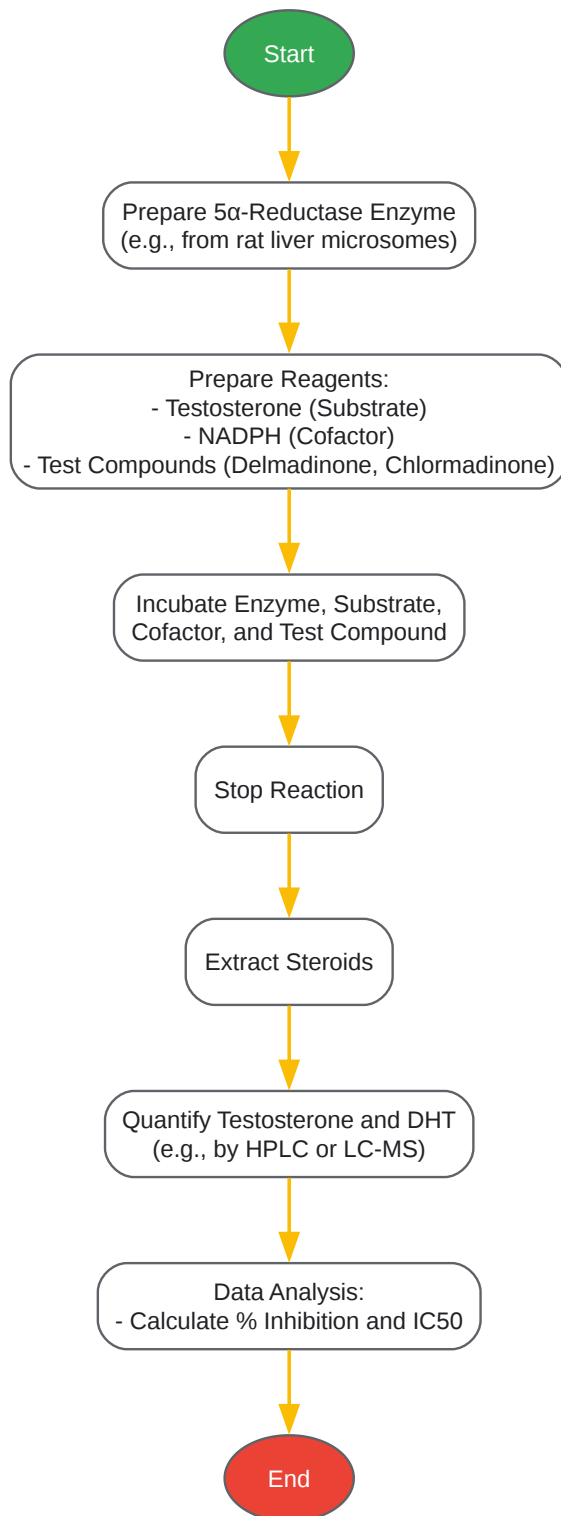 Start
Prepare 5α-Reductase Enzyme
(e.g., from rat liver microsomes)
Prepare Reagents:
- Testosterone (Substrate)
- NADPH (Cofactor)
- Test Compounds (Delmadinone, Chlormadinone)
Incubate Enzyme, Substrate,
Cofactor, and Test Compound
Stop Reaction
Extract Steroids
Quantify Testosterone and DHT
(e.g., by HPLC or LC-MS)
Data Analysis:
- Calculate % Inhibition and IC50
End